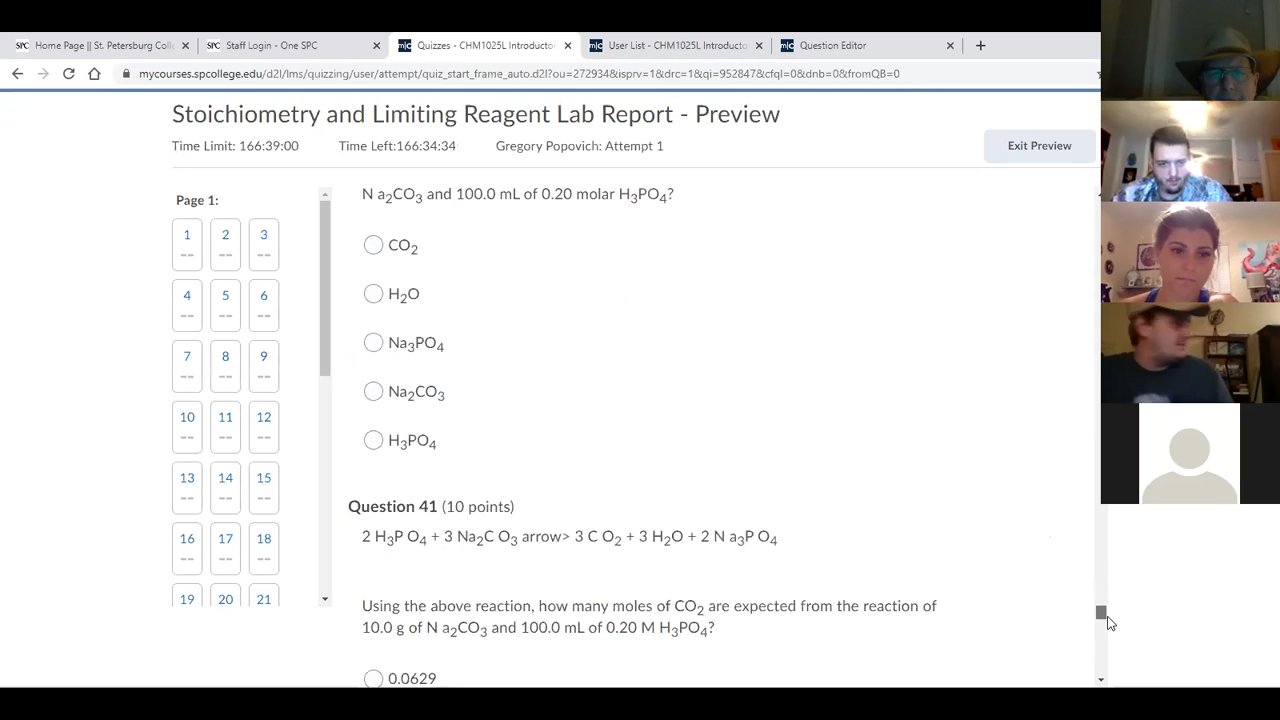 Home Page || St. Petersburg Coll
Staff Login - One SPC
Quizzes - CHM1025L Introducto
User List - CHM1025L Introducto
Question Editor
mycourses.spcollege.edu/d2l/lms/quizzing/user/attempt/quiz_start_frame_auto.d2l?ou=272934&isprv=1&drc=1&qi=952847&cfql=0&dnb=0&fromQB=0
Stoichiometry and Limiting Reagent Lab Report - Preview
Time Limit: 166:39:00 Time Left:166:34:34 Gregory Popovich: Attempt 1
Exit Preview
Page 1:
1 2 3
-- -- --
4 5 6
-- -- --
7 8 9
-- -- --
10 11 12
-- -- --
13 14 15
-- -- --
16 17 18
-- -- --
19 20 21
N a₂CO₃ and 100.0 mL of 0.20 molar H₃PO₄?
CO₂
H₂O
Na₃PO₄
Na₂CO₃
H₃PO₄
Question 41 (10 points)
2 H₃P O₄ + 3 Na₂C O₃ arrow> 3 C O₂ + 3 H₂O + 2 N a₃P O₄
Using the above reaction, how many moles of CO₂ are expected from the reaction of
10.0 g of N a₂CO₃ and 100.0 mL of 0.20 M H₃PO₄?
0.0629